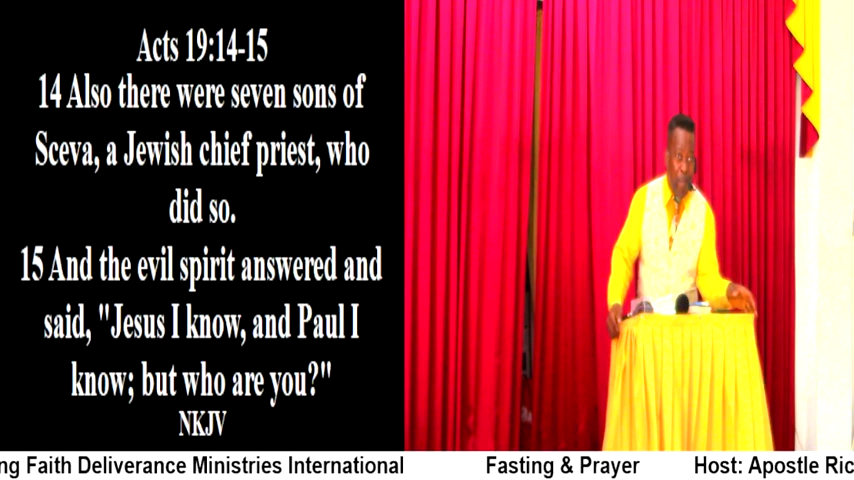 Acts 19:14-15
14 Also there were seven sons of
Sceva, a Jewish chief priest, who
did so.
15 And the evil spirit answered and
said, "Jesus I know, and Paul I
know; but who are you?"
NKJV
ng Faith Deliverance Ministries International Fasting & Prayer Host: Apostle Ric